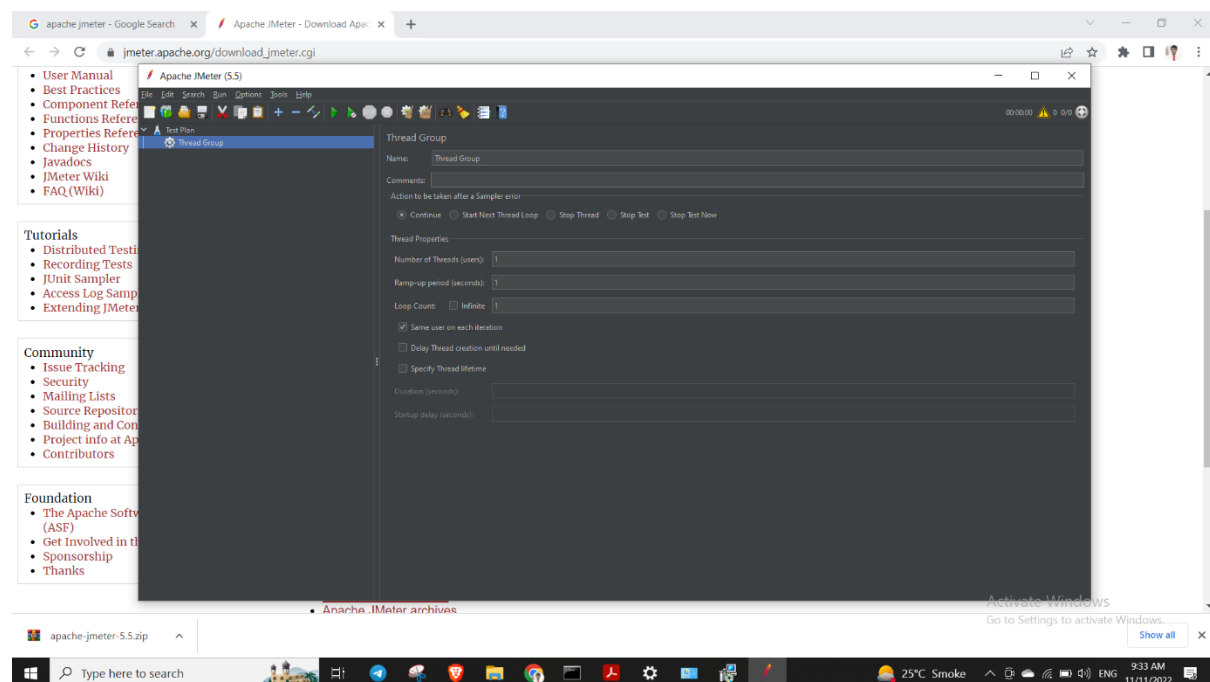 apache jmeter - Google Search
Apache JMeter - Download Apac
jmeter.apache.org/download_jmeter.cgi
User Manual
Best Practices
Component Refer
Functions Refere
Properties Refere
Change History
Javadocs
JMeter Wiki
FAQ (Wiki)
Tutorials
Distributed Testi
Recording Tests
JUnit Sampler
Access Log Samp
Extending JMeter
Community
Issue Tracking
Security
Mailing Lists
Source Repositor
Building and Con
Project info at Ap
Contributors
Foundation
The Apache Softw
(ASF)
Get Involved in th
Sponsorship
Thanks
Apache JMeter (5.5)
File Edit Search Run Options Tools Help
00:00:00 0 0/0
Test Plan
Thread Group
Thread Group
Name: Thread Group
Comments:
Action to be taken after a Sampler error
Continue Start Next Thread Loop Stop Thread Stop Test Stop Test Now
Thread Properties
Number of Threads (users): 1
Ramp-up period (seconds): 1
Loop Count: Infinite 1
Same user on each iteration
Delay Thread creation until needed
Specify Thread lifetime
Duration (seconds):
Startup delay (seconds):
Apache JMeter archives
Activate Windows
Go to Settings to activate Windows.
apache-jmeter-5.5.zip
Show all
Type here to search
25°C Smoke
ENG
9:33 AM
11/11/2022